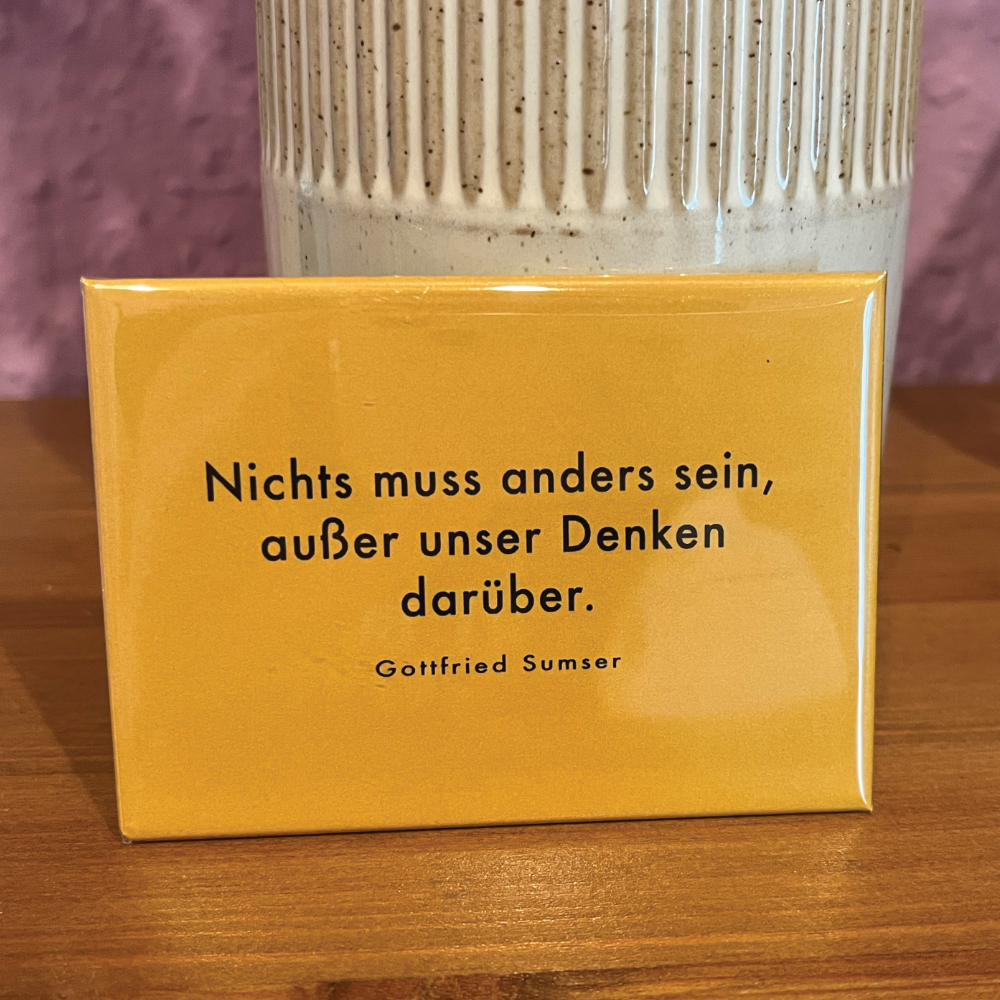 Nichts muss anders sein,
außer unser Denken
darüber.
Gottfried Sumser